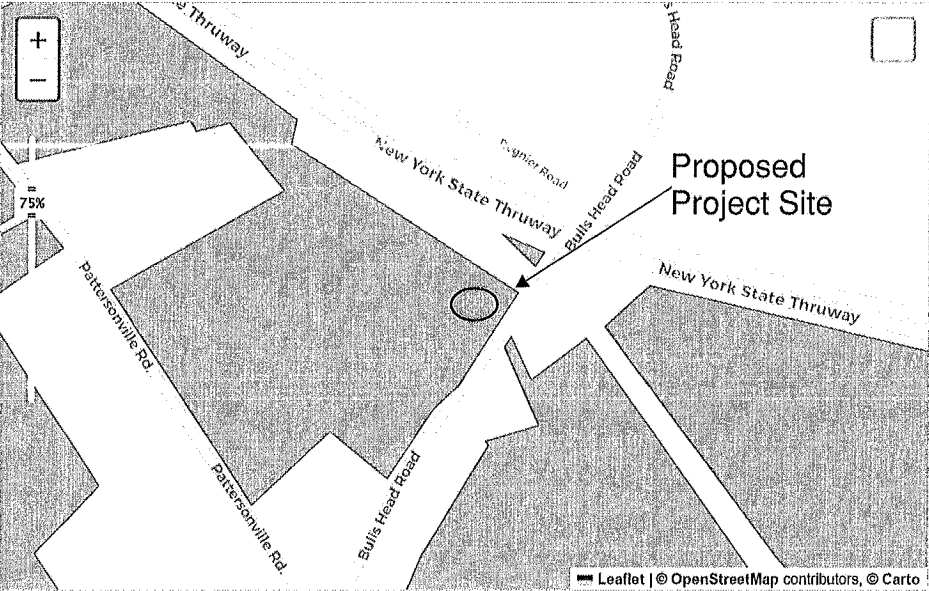 e Thruway
s Head Road
+
−
New York State Thruway
Road
Bulls Head Road
Proposed
Project Site
75%
New York State Thruway
Pattersonville Rd.
Pattersonville Rd.
Bulls Head Road
Leaflet | © OpenStreetMap contributors, © Carto